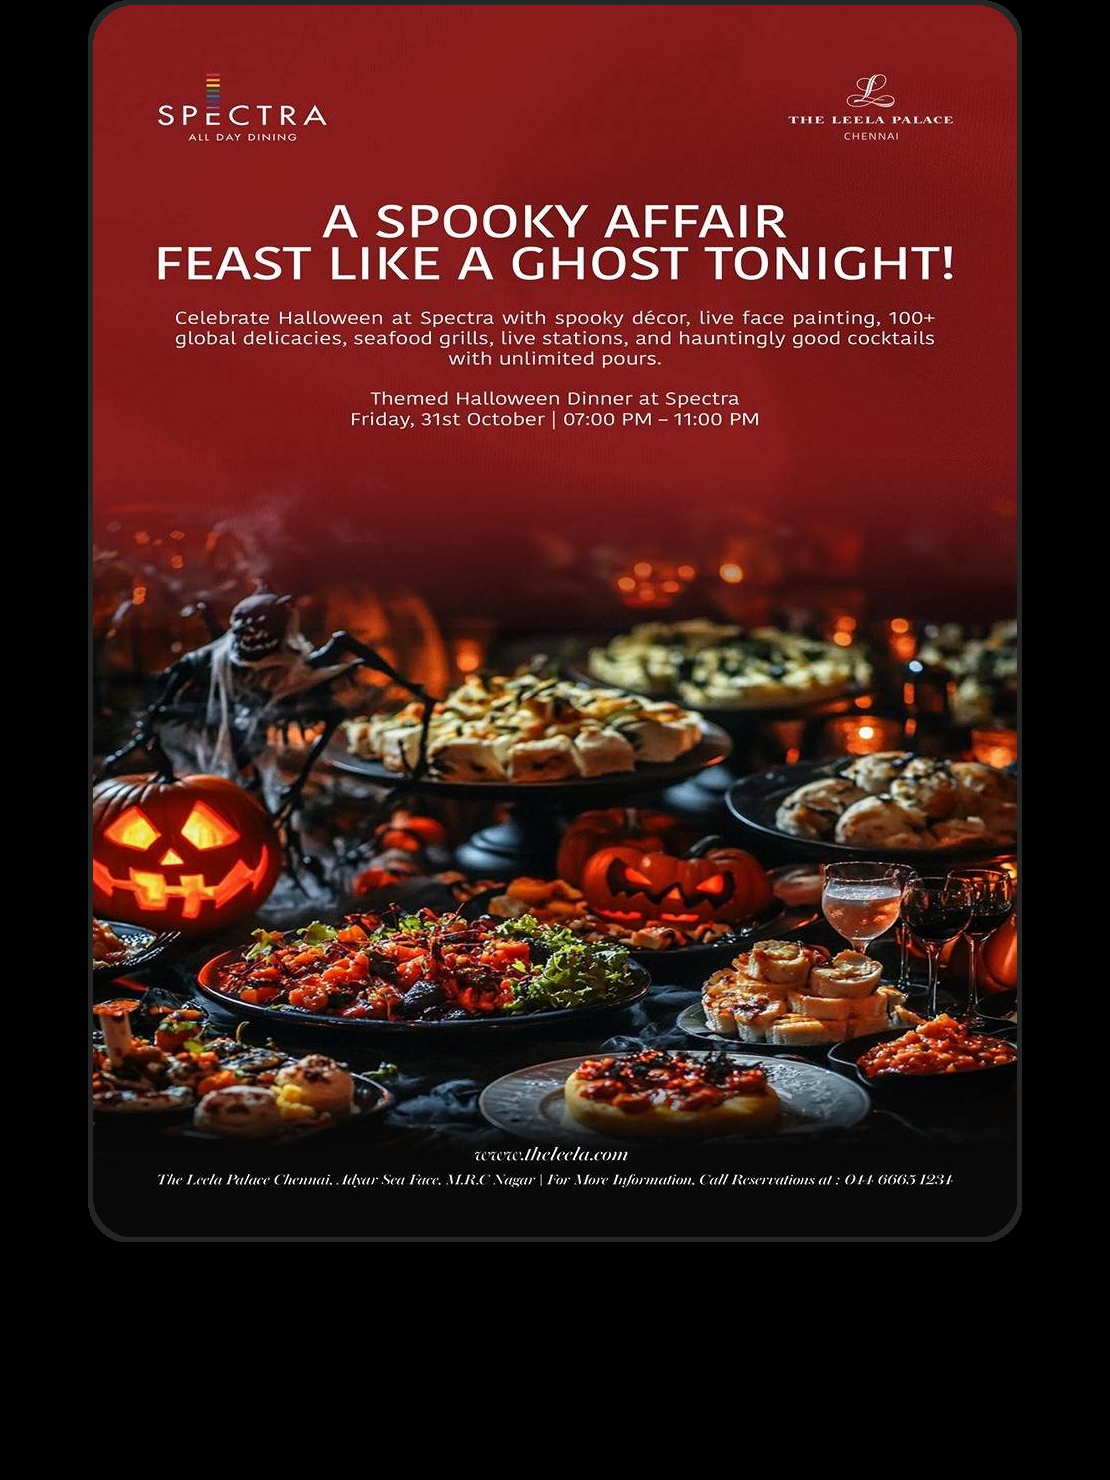 SPECTRA
ALL DAY DINING
THE LEELA PALACE
CHENNAI
A SPOOKY AFFAIR
FEAST LIKE A GHOST TONIGHT!
Celebrate Halloween at Spectra with spooky décor, live face painting, 100+
global delicacies, seafood grills, live stations, and hauntingly good cocktails
with unlimited pours.
Themed Halloween Dinner at Spectra
Friday, 31st October | 07:00 PM – 11:00 PM
www.theleela.com
The Leela Palace Chennai, Adyar Sea Face, M.R.C Nagar | For More Information, Call Reservations at : 044 6665 1234